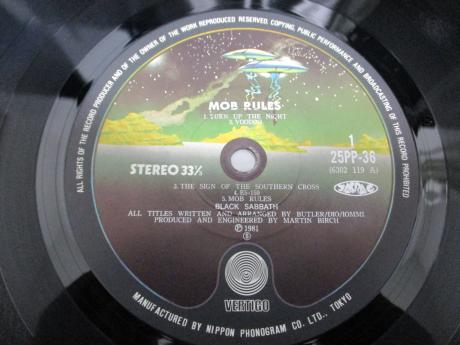 ALL RIGHTS OF THE RECORD PRODUCER AND OF THE OWNER OF THE WORK REPRODUCED RESERVED. COPYING, PUBLIC PERFORMANCE AND BROADCASTING OF THIS RECORD PROHIBITED
MOB RULES
1. TURN UP THE NIGHT
2. VOODOO
STEREO 33⅓
1
25PP-36
(6302 119 A)
3. THE SIGN OF THE SOUTHERN CROSS
4. E5-150
5. MOB RULES
BLACK SABBATH
ALL TITLES WRITTEN AND ARRANGED BY BUTLER/DIO/IOMMI.
PRODUCED AND ENGINEERED BY MARTIN BIRCH
Ⓟ1981
VERTIGO
MANUFACTURED BY NIPPON PHONOGRAM CO. LTD., TOKYO